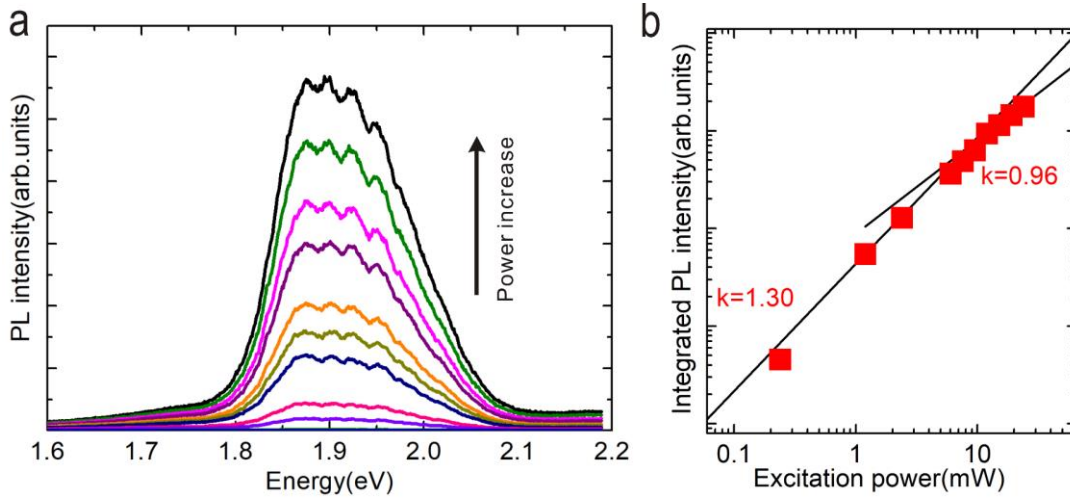 a
PL intensity(arb.units)
Power increase
1.6 1.7 1.8 1.9 2.0 2.1 2.2
Energy(eV)
b
Integrated PL intensity(arb.units)
k=0.96
k=1.30
0.1 1 10
Excitation power(mW)